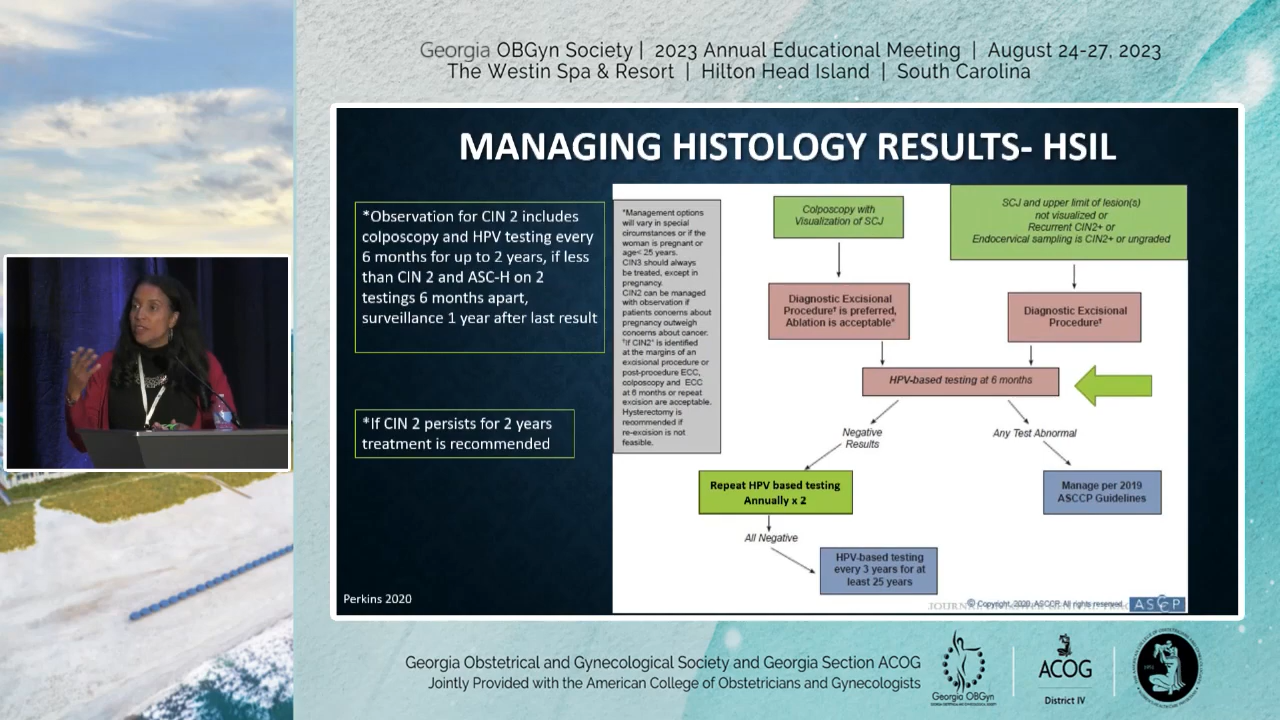 Georgia OBGyn Society | 2023 Annual Educational Meeting | August 24-27, 2023
The Westin Spa & Resort | Hilton Head Island | South Carolina
MANAGING HISTOLOGY RESULTS- HSIL
*Observation for CIN 2 includes
colposcopy and HPV testing every
6 months for up to 2 years, if less
than CIN 2 and ASC-H on 2
testings 6 months apart,
surveillance 1 year after last result
*If CIN 2 persists for 2 years
treatment is recommended
Perkins 2020
*Management options
will vary in special
circumstances or if the
woman is pregnant or
age< 25 years.
CIN3 should always
be treated, except in
pregnancy.
CIN2 can be managed
with observation if
patients concerns about
pregnancy outweigh
concerns about cancer.
†If CIN2+ is identified
at the margins of an
excisional procedure or
post-procedure ECC,
colposcopy and ECC
at 6 months or repeat
excision are acceptable.
Hysterectomy is
recommended if
re-excision is not
feasible.
Colposcopy with
Visualization of SCJ
SCJ and upper limit of lesion(s)
not visualized or
Recurrent CIN2+ or
Endocervical sampling is CIN2+ or ungraded
Diagnostic Excisional
Procedure† is preferred,
Ablation is acceptable*
Diagnostic Excisional
Procedure†
HPV-based testing at 6 months
Negative
Results
Any Test Abnormal
Repeat HPV based testing
Annually x 2
Manage per 2019
ASCCP Guidelines
All Negative
HPV-based testing
every 3 years for at
least 25 years
© Copyright, 2020, ASCCP. All rights reserved.
ASCCP
Georgia Obstetrical and Gynecological Society and Georgia Section ACOG
Jointly Provided with the American College of Obstetricians and Gynecologists
Georgia OBGyn
ACOG
District IV